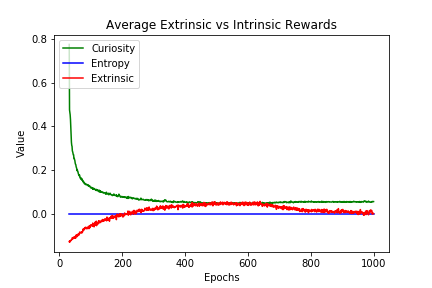 Average Extrinsic vs Intrinsic Rewards
Curiosity
Entropy
Extrinsic
Value
0.8
0.6
0.4
0.2
0.0
0 200 400 600 800 1000
Epochs